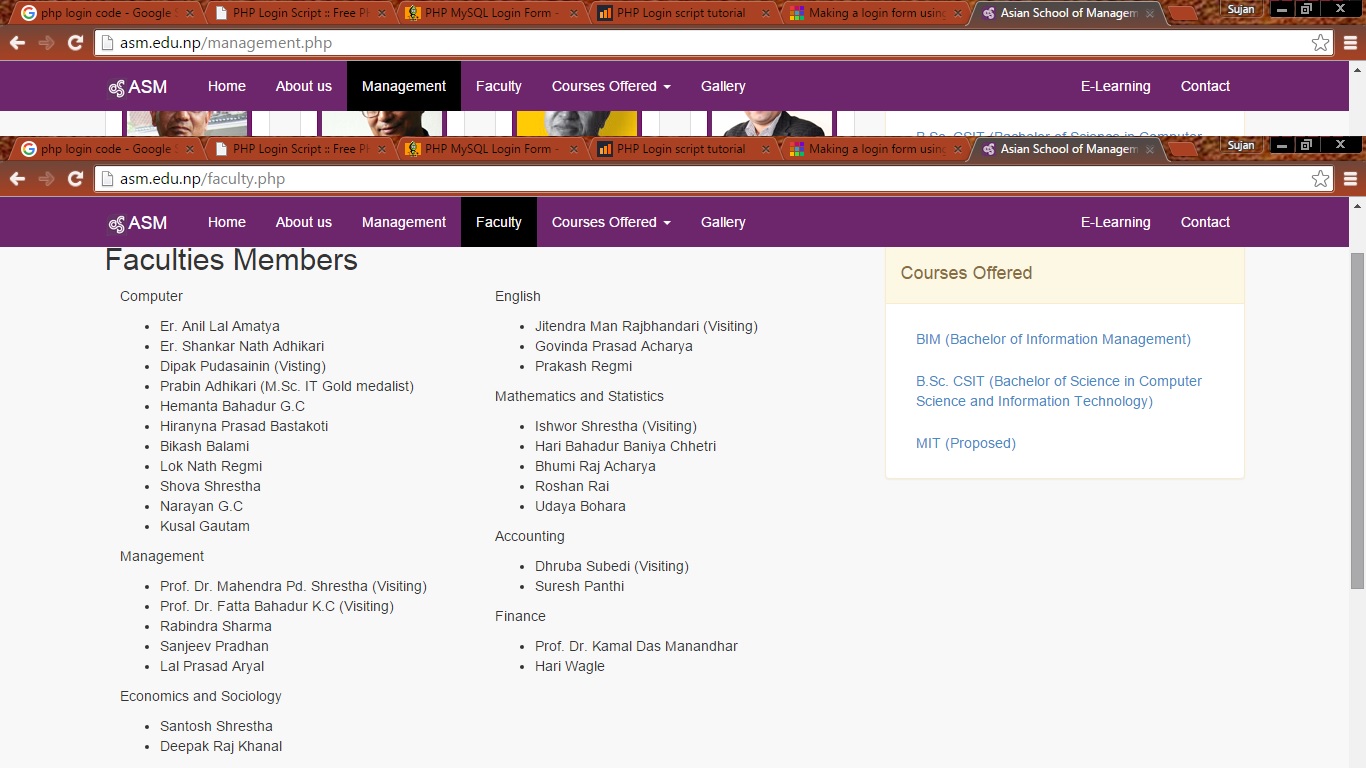 php login code - Google S
PHP Login Script :: Free PH
PHP MySQL Login Form -
PHP Login script tutorial
Making a login form using
Asian School of Managem
Sujan
asm.edu.np/management.php
ASM Home About us Management Faculty Courses Offered Gallery E-Learning Contact
B.Sc. CSIT (Bachelor of Science in Computer
php login code - Google S
PHP Login Script :: Free PH
PHP MySQL Login Form -
PHP Login script tutorial
Making a login form using
Asian School of Managem
Sujan
asm.edu.np/faculty.php
ASM Home About us Management Faculty Courses Offered Gallery E-Learning Contact
Faculties Members
Computer
Er. Anil Lal Amatya
Er. Shankar Nath Adhikari
Dipak Pudasainin (Visting)
Prabin Adhikari (M.Sc. IT Gold medalist)
Hemanta Bahadur G.C
Hiranyna Prasad Bastakoti
Bikash Balami
Lok Nath Regmi
Shova Shrestha
Narayan G.C
Kusal Gautam
Management
Prof. Dr. Mahendra Pd. Shrestha (Visiting)
Prof. Dr. Fatta Bahadur K.C (Visiting)
Rabindra Sharma
Sanjeev Pradhan
Lal Prasad Aryal
Economics and Sociology
Santosh Shrestha
Deepak Raj Khanal
English
Jitendra Man Rajbhandari (Visiting)
Govinda Prasad Acharya
Prakash Regmi
Mathematics and Statistics
Ishwor Shrestha (Visiting)
Hari Bahadur Baniya Chhetri
Bhumi Raj Acharya
Roshan Rai
Udaya Bohara
Accounting
Dhruba Subedi (Visiting)
Suresh Panthi
Finance
Prof. Dr. Kamal Das Manandhar
Hari Wagle
Courses Offered
BIM (Bachelor of Information Management)
B.Sc. CSIT (Bachelor of Science in Computer
Science and Information Technology)
MIT (Proposed)